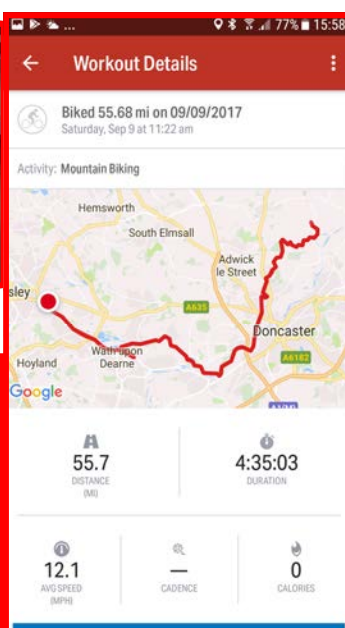 ... 77% 15:58
Workout Details
Biked 55.68 mi on 09/09/2017
Saturday, Sep 9 at 11:22 am
Activity: Mountain Biking
Hemsworth
South Elmsall
Adwick
le Street
sley
A635
Doncaster
A6182
Hoyland
Wath upon
Dearne
Google
55.7
DISTANCE
(MI)
4:35:03
DURATION
12.1
AVG SPEED
(MPH)
—
CADENCE
0
CALORIES